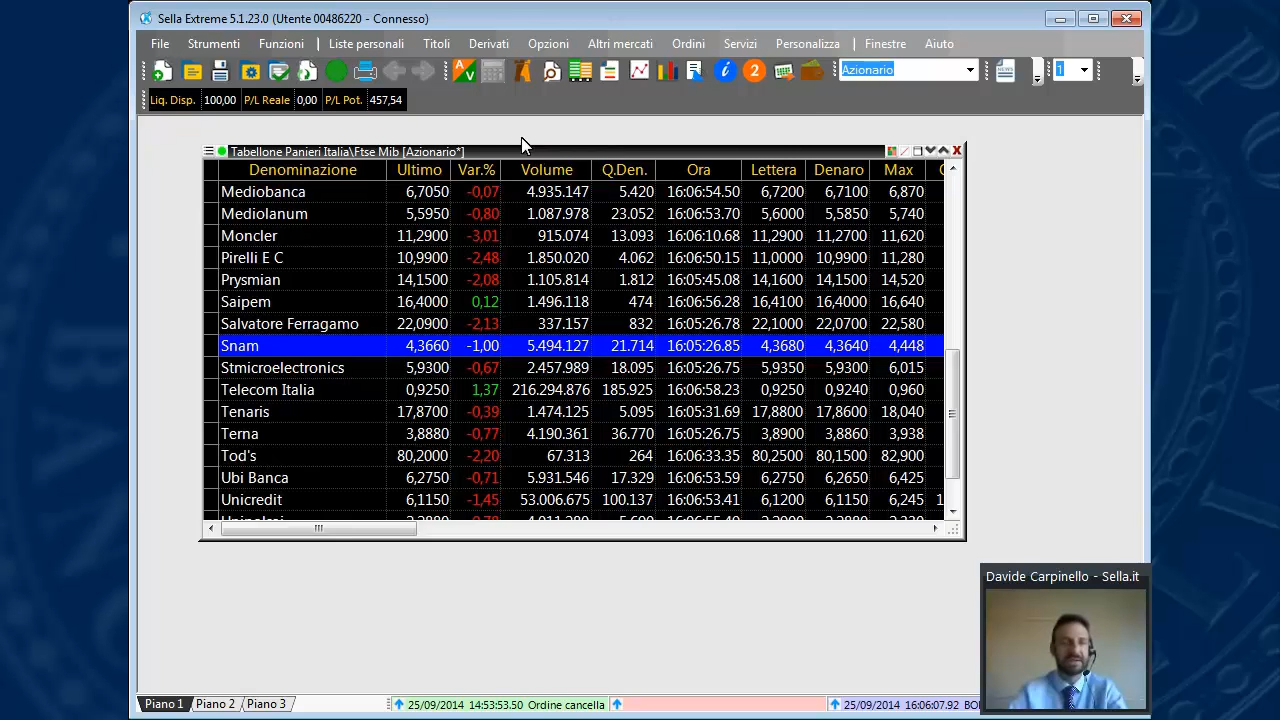 Sella Extreme 5.1.23.0 (Utente 00486220 - Connesso)
File Strumenti Funzioni Liste personali Titoli Derivati Opzioni Altri mercati Ordini Servizi Personalizza Finestre Aiuto
Azionario 1
Liq. Disp. 100,00 P/L Reale 0,00 P/L Pot. 457,54
Tabellone Panieri Italia\Ftse Mib [Azionario*]
Denominazione Ultimo Var.% Volume Q.Den. Ora Lettera Denaro Max
Mediobanca 6,7050 -0,07 4.935.147 5.420 16:06:54.50 6,7200 6,7100 6,870
Mediolanum 5,5950 -0,80 1.087.978 23.052 16:06:53.70 5,6000 5,5850 5,740
Moncler 11,2900 -3,01 915.074 13.093 16:06:10.68 11,2900 11,2700 11,620
Pirelli E C 10,9900 -2,48 1.850.020 4.062 16:06:50.15 11,0000 10,9900 11,280
Prysmian 14,1500 -2,08 1.105.814 1.812 16:05:45.08 14,1600 14,1500 14,520
Saipem 16,4000 0,12 1.496.118 474 16:06:56.28 16,4100 16,4000 16,640
Salvatore Ferragamo 22,0900 -2,13 337.157 832 16:05:26.78 22,1000 22,0700 22,580
Snam 4,3660 -1,00 5.494.127 21.714 16:05:26.85 4,3680 4,3640 4,448
Stmicroelectronics 5,9300 -0,67 2.457.989 18.095 16:05:26.75 5,9350 5,9300 6,015
Telecom Italia 0,9250 1,37 216.294.876 185.925 16:06:58.23 0,9250 0,9240 0,960
Tenaris 17,8700 -0,39 1.474.125 5.095 16:05:31.69 17,8800 17,8600 18,040
Terna 3,8880 -0,77 4.190.361 36.770 16:05:26.75 3,8900 3,8860 3,938
Tod's 80,2000 -2,20 67.313 264 16:06:33.35 80,2500 80,1500 82,900
Ubi Banca 6,2750 -0,71 5.931.546 17.329 16:06:53.59 6,2750 6,2650 6,425
Unicredit 6,1150 -1,45 53.006.675 100.137 16:06:53.41 6,1200 6,1150 6,245 1
Davide Carpinello - Sella.it
Piano 1 Piano 2 Piano 3 25/09/2014 14:53:53.50 Ordine cancella 25/09/2014 16:06:07.92